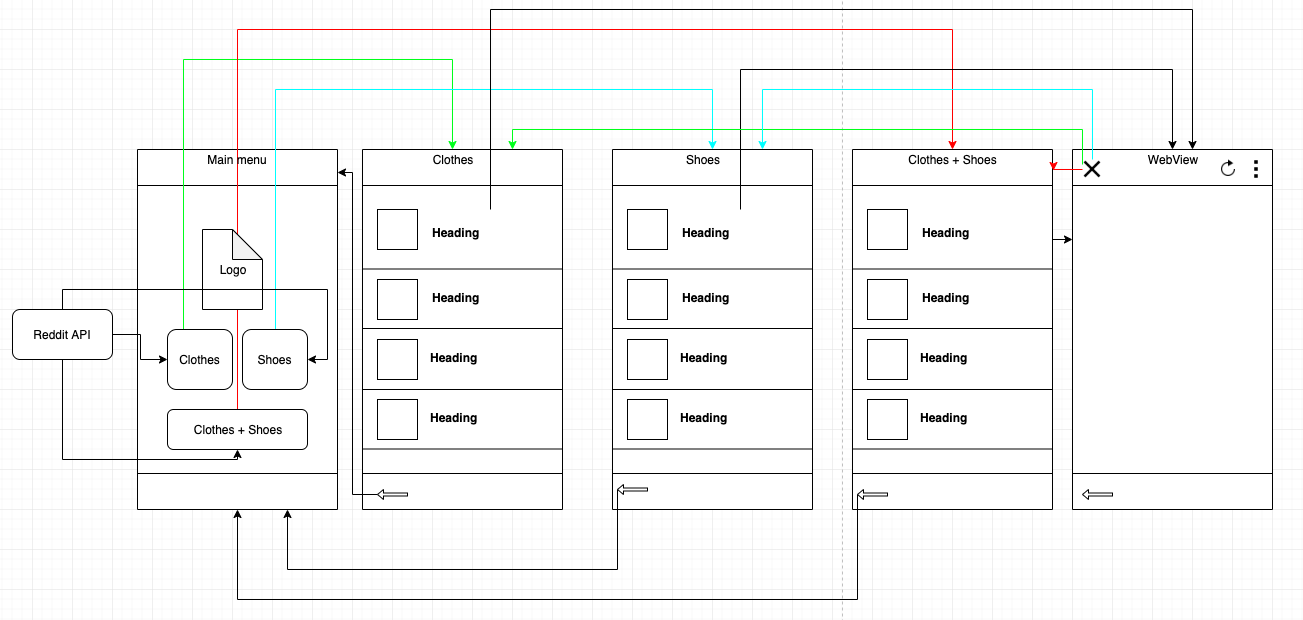 Main menu
Clothes
Shoes
Clothes + Shoes
WebView
Logo
Reddit API
Clothes
Shoes
Clothes + Shoes
Heading
Heading
Heading
Heading
Heading
Heading
Heading
Heading
Heading
Heading
Heading
Heading